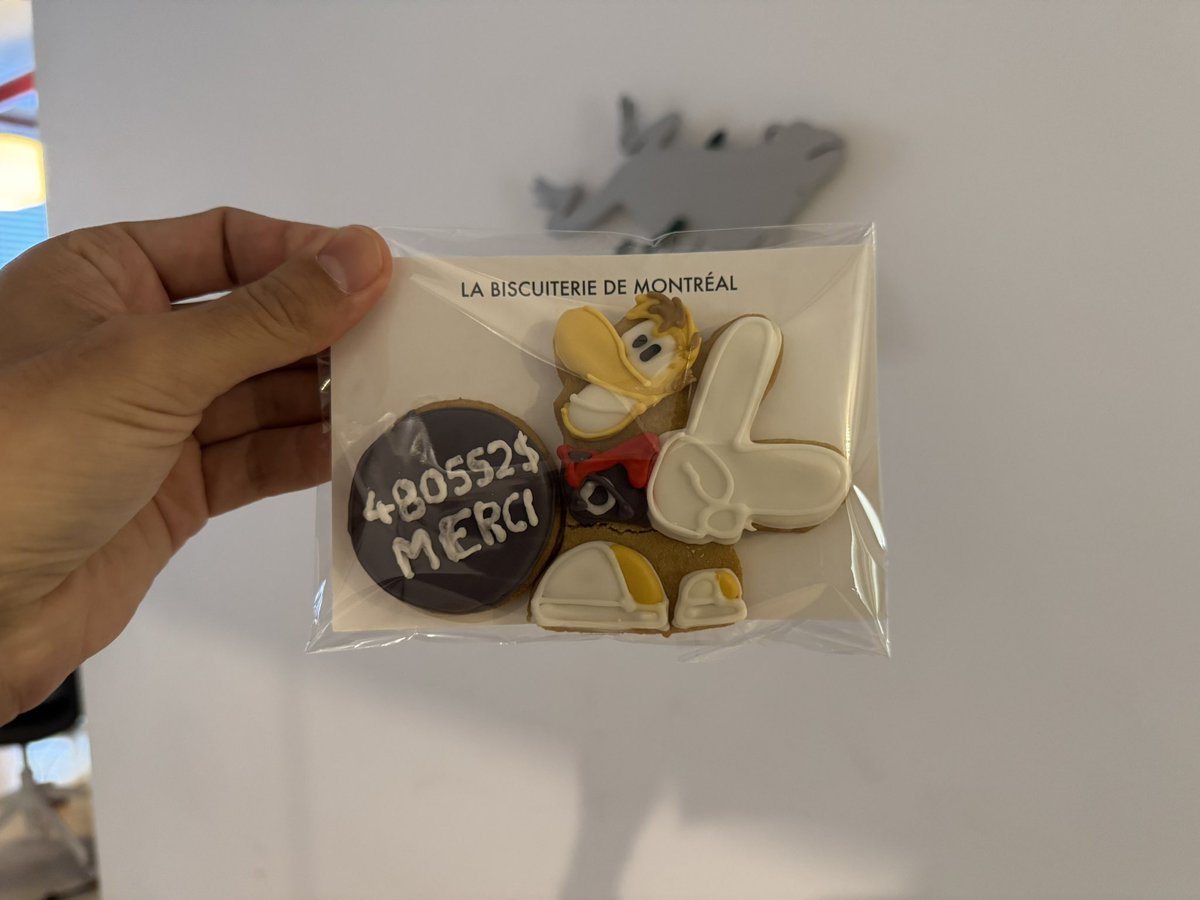 LA BISCUITERIE DE MONTRÉAL
480552$
MERCI